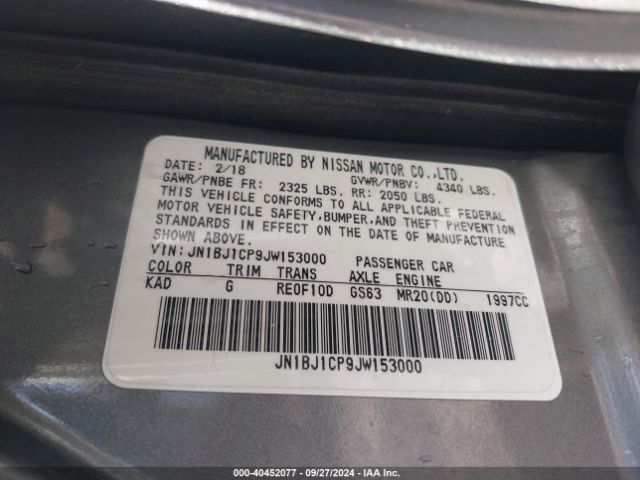 MANUFACTURED BY NISSAN MOTOR CO.,LTD.
DATE: 2/18 GVWR/PNBV: 4340 LBS.
GAWR/PNBE FR: 2325 LBS. RR: 2050 LBS.
THIS VEHICLE CONFORMS TO ALL APPLICABLE FEDERAL
MOTOR VEHICLE SAFETY,BUMPER,AND THEFT PREVENTION
STANDARDS IN EFFECT ON THE DATE OF MANUFACTURE
SHOWN ABOVE.
VIN:JN1BJ1CP9JW153000 PASSENGER CAR
COLOR TRIM TRANS AXLE ENGINE
KAD G RE0F10D GS63 MR20(DD) 1997CC
JN1BJ1CP9JW153000
000-40452077 - 09/27/2024 - IAA Inc.